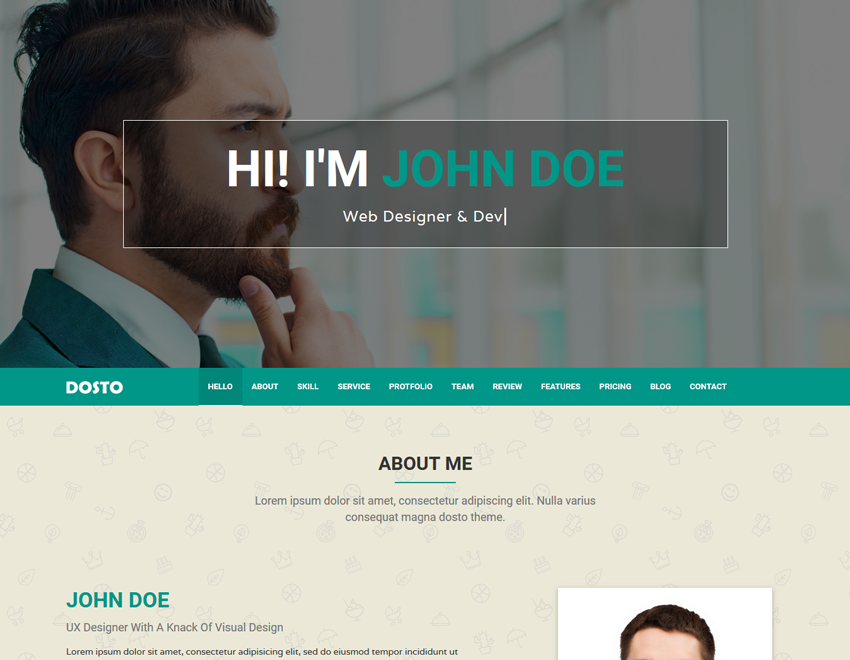 HI! I'M JOHN DOE
Web Designer & Dev
DOSTO HELLO ABOUT SKILL SERVICE PROTFOLIO TEAM REVIEW FEATURES PRICING BLOG CONTACT
ABOUT ME
Lorem ipsum dolor sit amet, consectetur adipiscing elit. Nulla varius
consequat magna dosto theme.
JOHN DOE
UX Designer With A Knack Of Visual Design
Lorem ipsum dolor sit amet, consectetur adipisicing elit, sed do eiusmod tempor incididunt ut